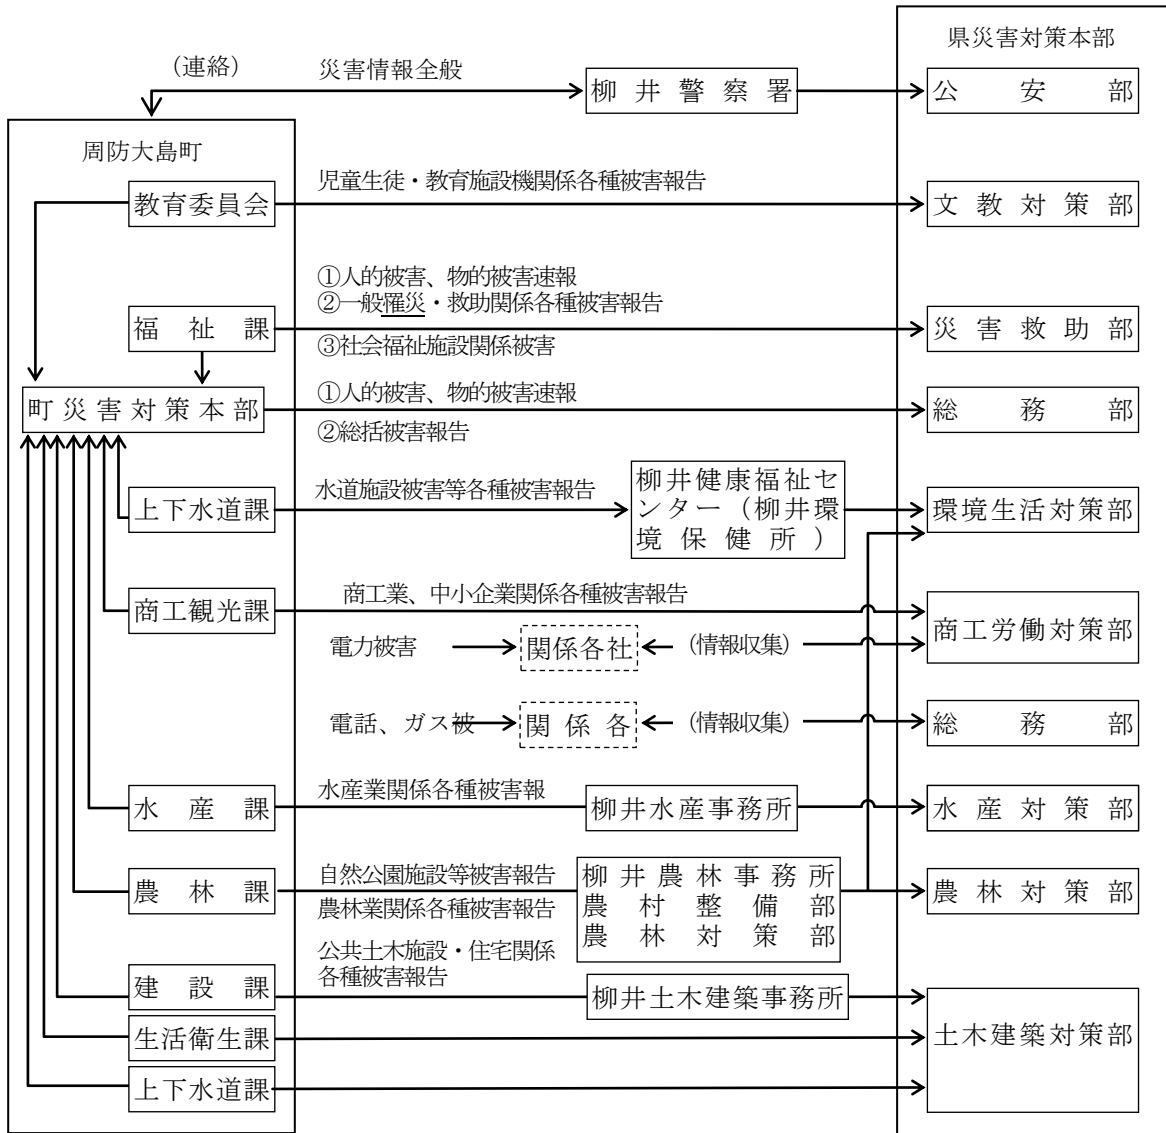 県災害対策本部
(連絡) 災害情報全般
柳井警察署
公安部
周防大島町
児童生徒・教育施設機関係各種被害報告
教育委員会
文教対策部
①人的被害、物的被害速報
②一般罹災・救助関係各種被害報告
福祉課
災害救助部
③社会福祉施設関係被害
①人的被害、物的被害速報
町災害対策本部
総務部
②総括被害報告
水道施設被害等各種被害報告
上下水道課
柳井健康福祉セ
ンター(柳井環
境保健所)
環境生活対策部
商工業、中小企業関係各種被害報告
商工観光課
商工労働対策部
電力被害
関係各社
(情報収集)
電話、ガス被
関係各
(情報収集)
総務部
水産業関係各種被害報
水産課
柳井水産事務所
水産対策部
自然公園施設等被害報告
農林課
農林業関係各種被害報告
柳井農林事務所
農村整備部
農林対策部
農林対策部
公共土木施設・住宅関係
各種被害報告
建設課
柳井土木建築事務所
土木建築対策部
生活衛生課
上下水道課